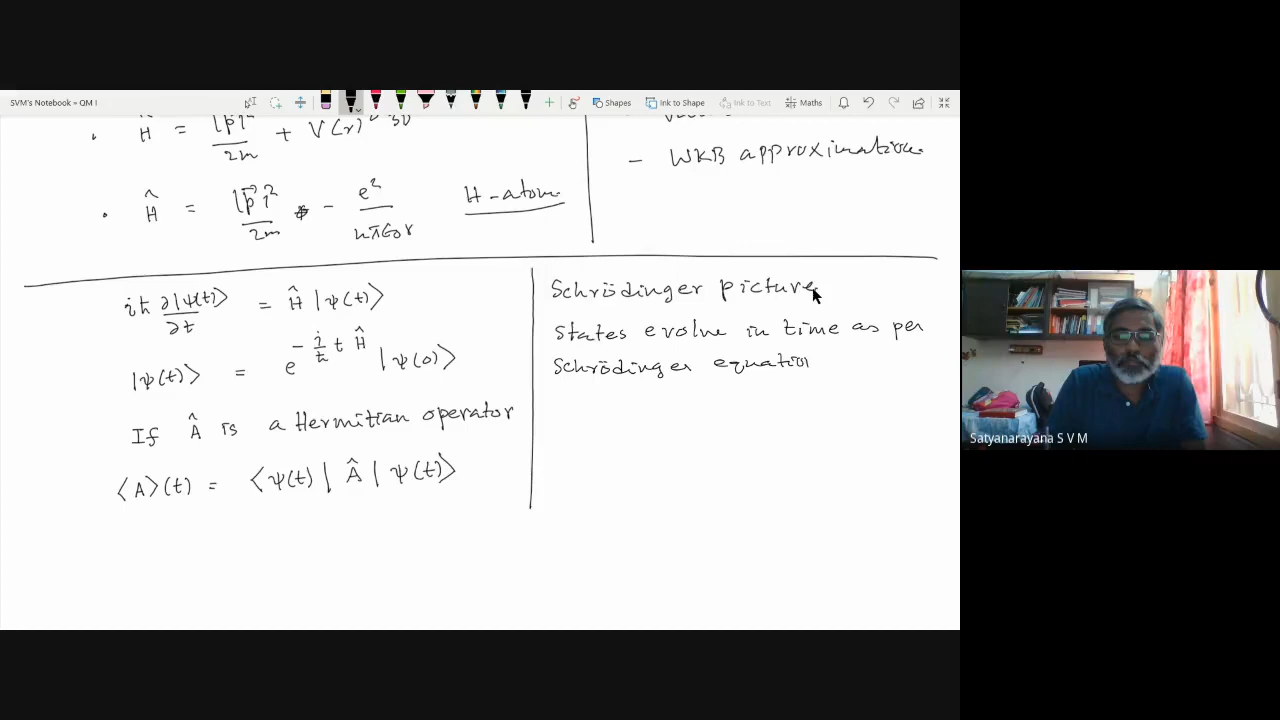 SVM's Notebook » QM I
Shapes
Ink to Shape
Ink to Text
Maths
Ĥ = |p⃗|²/2m + V(r)
- WKB approximation
Ĥ = |p⃗|²/2m - e²/4πε₀r H-atom
iħ ∂|ψ(t)⟩/∂t = Ĥ |ψ(t)⟩
|ψ(t)⟩ = e^{-i/ħ t Ĥ} |ψ(0)⟩
If Â is a Hermitian operator
⟨A⟩(t) = ⟨ψ(t)| Â |ψ(t)⟩
Schrödinger picture
States evolve in time as per
Schrödinger equation
Satyanarayana S V M